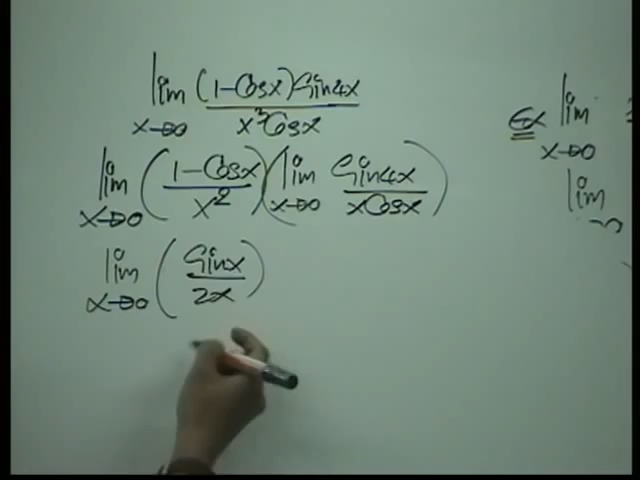 lim (1-Cosx)Sin4x / x³Cosx
x→0
lim (1-Cosx / x²)(lim Sin4x / xCosx)
x→0 x→0
lim (Sinx / 2x)
x→0
Ex lim
x→0
lim